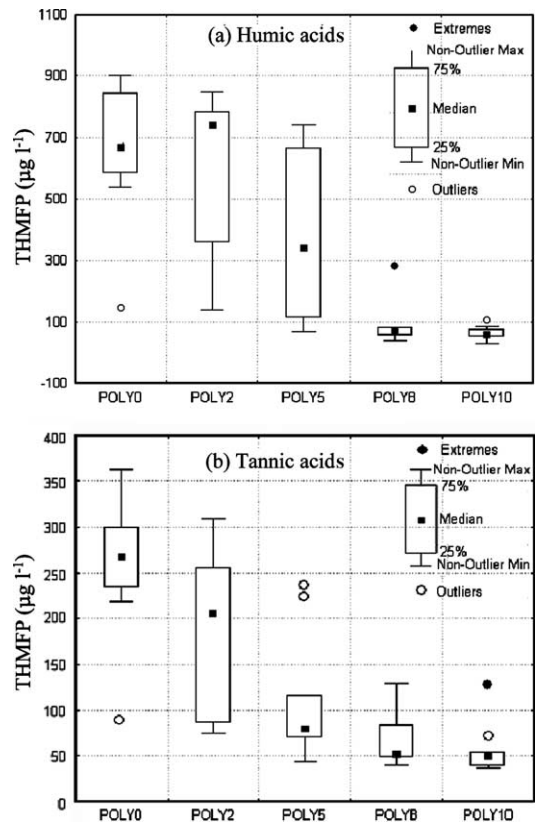 1100
(a) Humic acids
Extremes
Non-Outlier Max
75%
900
Median
700
25%
Non-Outlier Min
500
Outliers
300
100
-100
THMFP (µg l-1)
POLY0 POLY2 POLY5 POLY8 POLY10
400
(b) Tannic acids
Extremes
Non-Outlier Max
75%
350
Median
300
25%
Non-Outlier Min
250
Outliers
200
150
100
50
0
THMFP (µg l-1)
POLY0 POLY2 POLY5 POLY8 POLY10